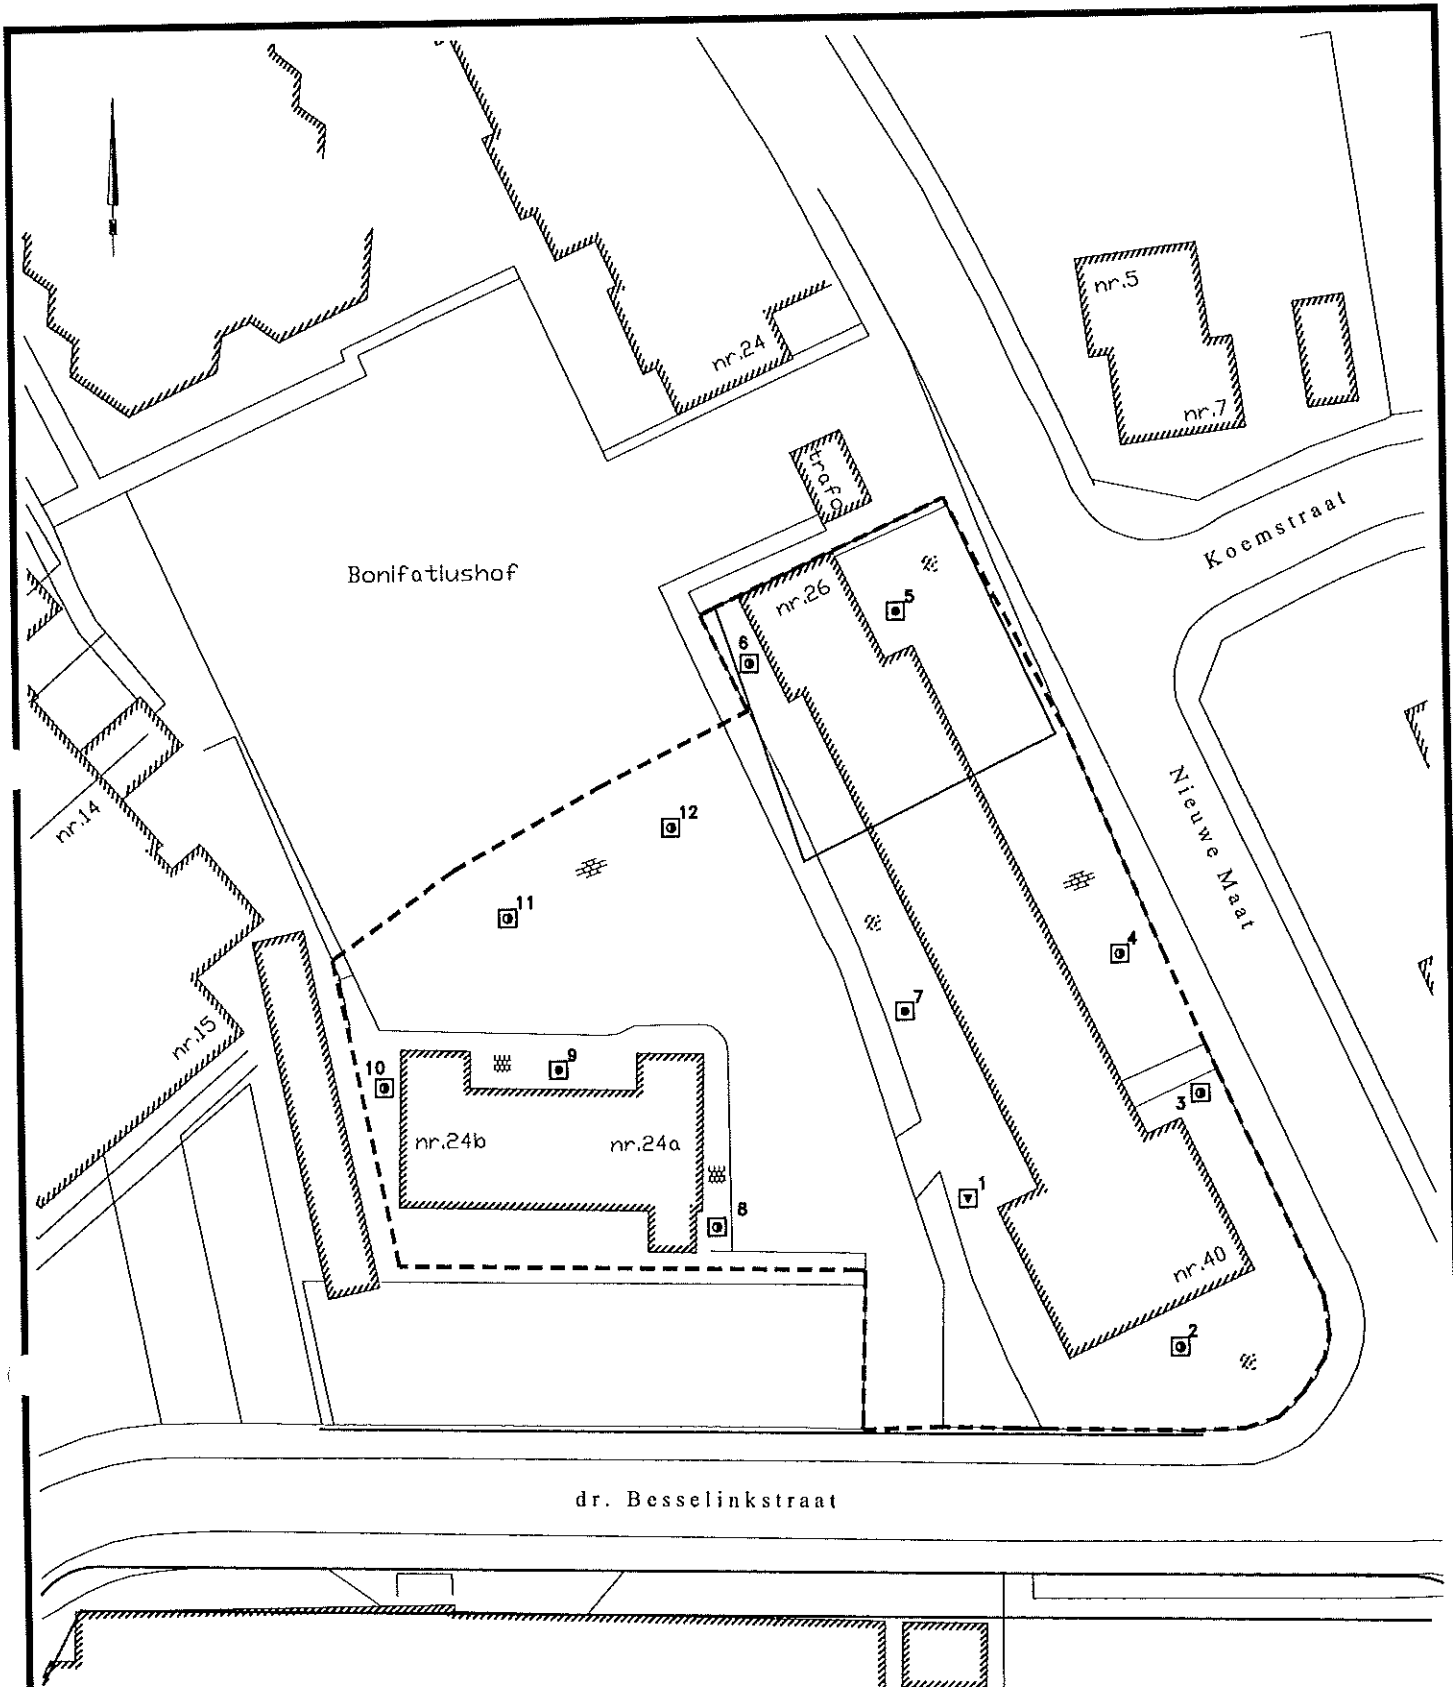 nr.5
nr.24
nr.7
trafo
Koemstraat
Bonifatiushof
nr.26
5
6
nr.14
12
Nieuwe Maat
11
4
7
nr.15
10
9
3
nr.24b
nr.24a
1
8
nr.40
2
dr. Besselinkstraat